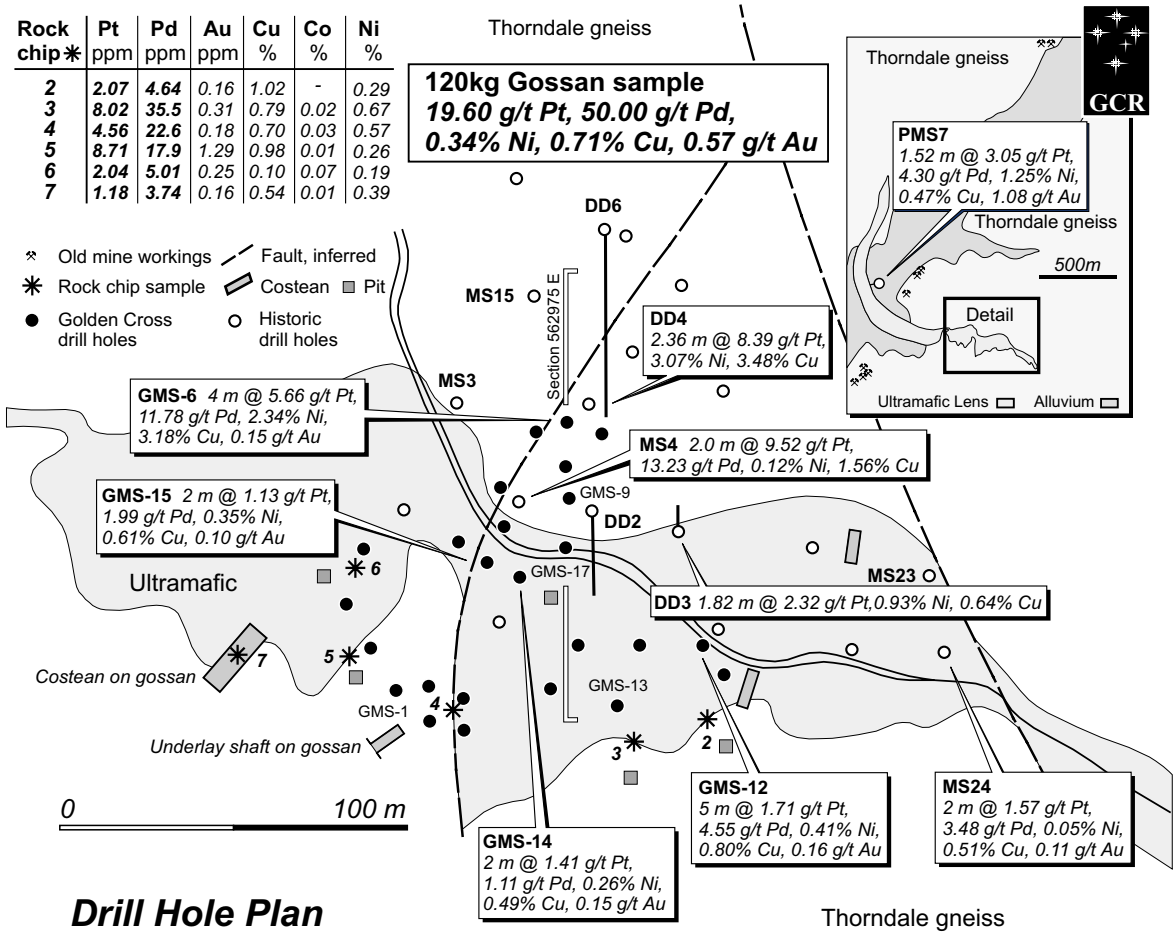 Rock Pt Pd Au Cu Co Ni
chip ppm ppm ppm % % %
2 2.07 4.64 0.16 1.02 - 0.29
3 8.02 35.5 0.31 0.79 0.02 0.67
4 4.56 22.6 0.18 0.70 0.03 0.57
5 8.71 17.9 1.29 0.98 0.01 0.26
6 2.04 5.01 0.25 0.10 0.07 0.19
7 1.18 3.74 0.16 0.54 0.01 0.39
Thorndale gneiss
120kg Gossan sample
19.60 g/t Pt, 50.00 g/t Pd,
0.34% Ni, 0.71% Cu, 0.57 g/t Au
Thorndale gneiss
GCR
PMS7
1.52 m @ 3.05 g/t Pt,
4.30 g/t Pd, 1.25% Ni,
0.47% Cu, 1.08 g/t Au
Thorndale gneiss
500m
Detail
Ultramafic Lens
Alluvium
Old mine workings
Fault, inferred
Rock chip sample
Costean
Pit
Golden Cross
drill holes
Historic
drill holes
DD6
MS15
Section 562975 E
DD4
2.36 m @ 8.39 g/t Pt,
3.07% Ni, 3.48% Cu
MS3
GMS-6 4 m @ 5.66 g/t Pt,
11.78 g/t Pd, 2.34% Ni,
3.18% Cu, 0.15 g/t Au
MS4 2.0 m @ 9.52 g/t Pt,
13.23 g/t Pd, 0.12% Ni, 1.56% Cu
GMS-15 2 m @ 1.13 g/t Pt,
1.99 g/t Pd, 0.35% Ni,
0.61% Cu, 0.10 g/t Au
GMS-9
DD2
Ultramafic
6
GMS-17
MS23
DD3 1.82 m @ 2.32 g/t Pt,0.93% Ni, 0.64% Cu
7
5
Costean on gossan
GMS-13
4
GMS-1
Underlay shaft on gossan
3
2
0 100 m
GMS-12
5 m @ 1.71 g/t Pt,
4.55 g/t Pd, 0.41% Ni,
0.80% Cu, 0.16 g/t Au
MS24
2 m @ 1.57 g/t Pt,
3.48 g/t Pd, 0.05% Ni,
0.51% Cu, 0.11 g/t Au
GMS-14
2 m @ 1.41 g/t Pt,
1.11 g/t Pd, 0.26% Ni,
0.49% Cu, 0.15 g/t Au
Drill Hole Plan
Thorndale gneiss